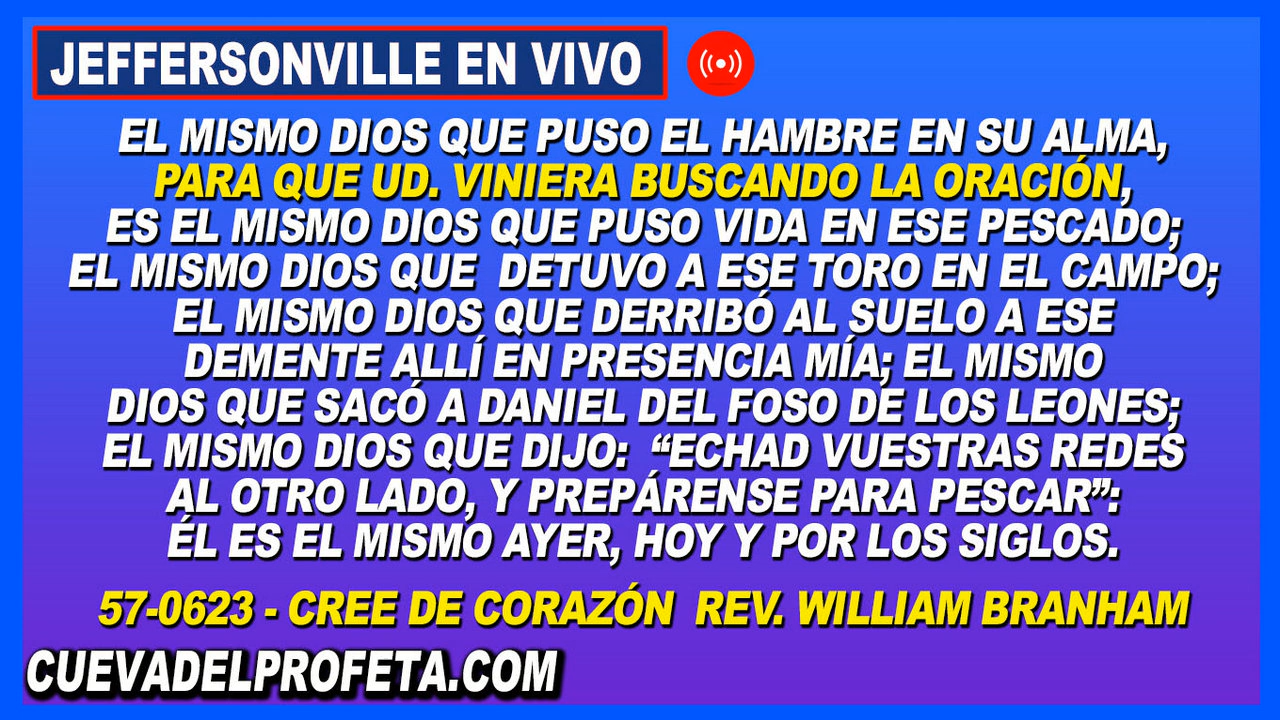 JEFFERSONVILLE EN VIVO
EL MISMO DIOS QUE PUSO EL HAMBRE EN SU ALMA,
PARA QUE UD. VINIERA BUSCANDO LA ORACIÓN,
ES EL MISMO DIOS QUE PUSO VIDA EN ESE PESCADO;
EL MISMO DIOS QUE DETUVO A ESE TORO EN EL CAMPO;
EL MISMO DIOS QUE DERRIBÓ AL SUELO A ESE
DEMENTE ALLÍ EN PRESENCIA MÍA; EL MISMO
DIOS QUE SACÓ A DANIEL DEL FOSO DE LOS LEONES;
EL MISMO DIOS QUE DIJO: “ECHAD VUESTRAS REDES
AL OTRO LADO, Y PREPÁRENSE PARA PESCAR”:
ÉL ES EL MISMO AYER, HOY Y POR LOS SIGLOS.
57-0623 - CREE DE CORAZÓN REV. WILLIAM BRANHAM
CUEVADELPROFETA.COM